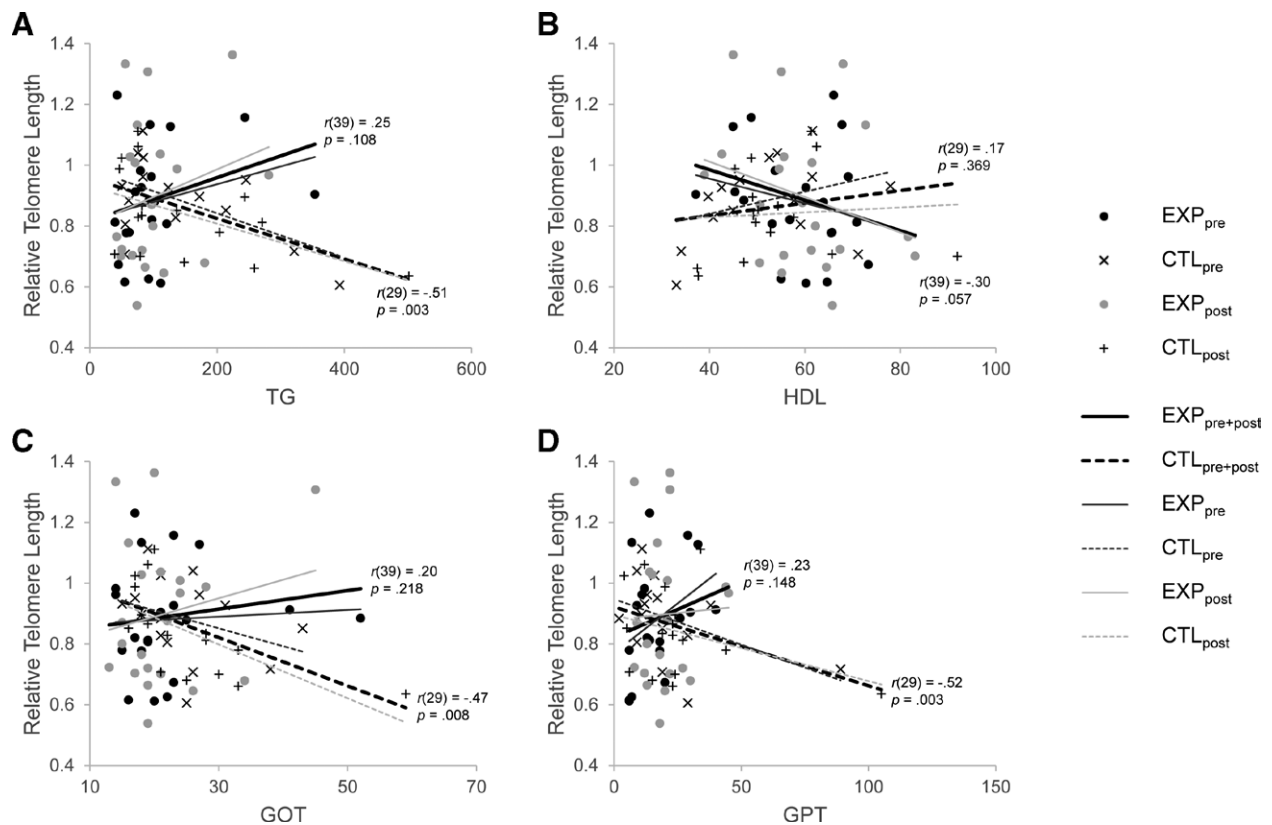 A
Relative Telomere Length
1.4
1.2
1
0.8
0.6
0.4
0
200
400
600
TG
r(39) = .25
p = .108
r(29) = -.51
p = .003
B
Relative Telomere Length
1.4
1.2
1
0.8
0.6
0.4
20
40
60
80
100
HDL
r(29) = .17
p = .369
r(39) = -.30
p = .057
C
Relative Telomere Length
1.4
1.2
1
0.8
0.6
0.4
10
30
50
70
GOT
r(39) = .20
p = .218
r(29) = -.47
p = .008
D
Relative Telomere Length
1.4
1.2
1
0.8
0.6
0.4
0
50
100
150
GPT
r(39) = .23
p = .148
r(29) = -.52
p = .003
EXPpre
CTLpre
EXPpost
CTLpost
EXPpre+post
CTLpre+post
EXPpre
CTLpre
EXPpost
CTLpost